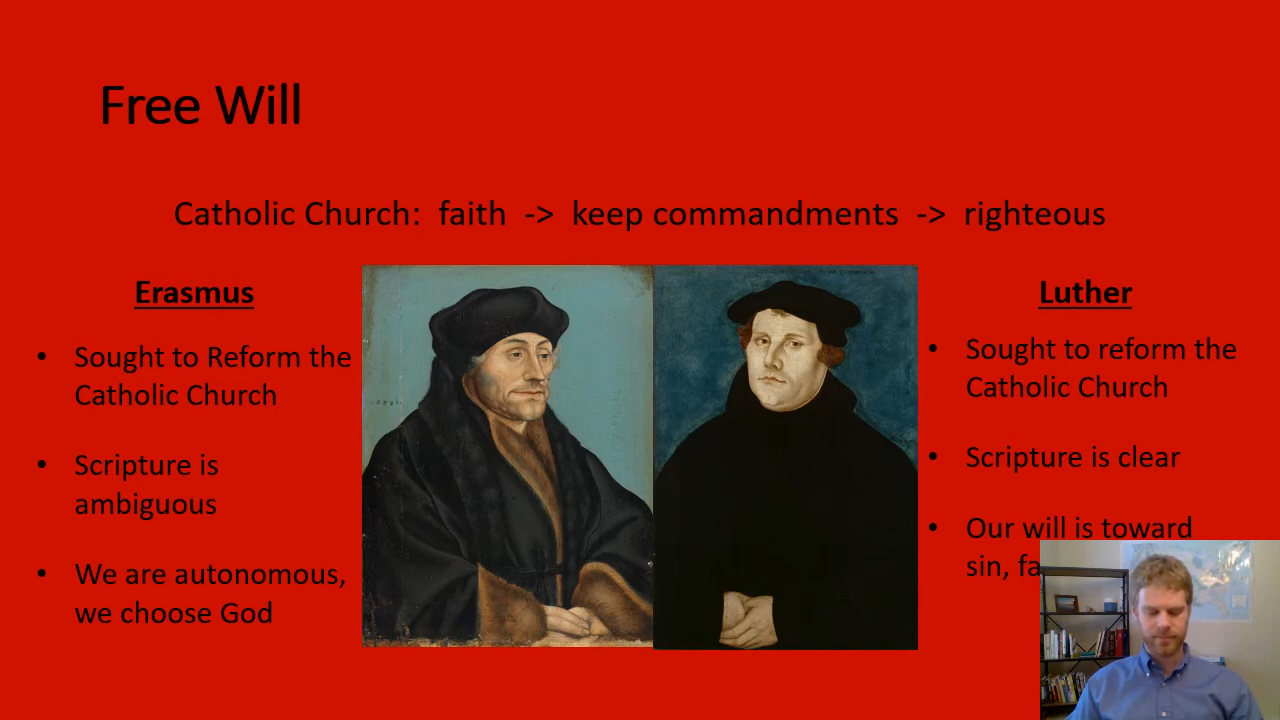 Free Will
Catholic Church: faith -> keep commandments -> righteous
Erasmus
• Sought to Reform the
Catholic Church
• Scripture is
ambiguous
• We are autonomous,
we choose God
Luther
• Sought to reform the
Catholic Church
• Scripture is clear
• Our will is toward
sin,